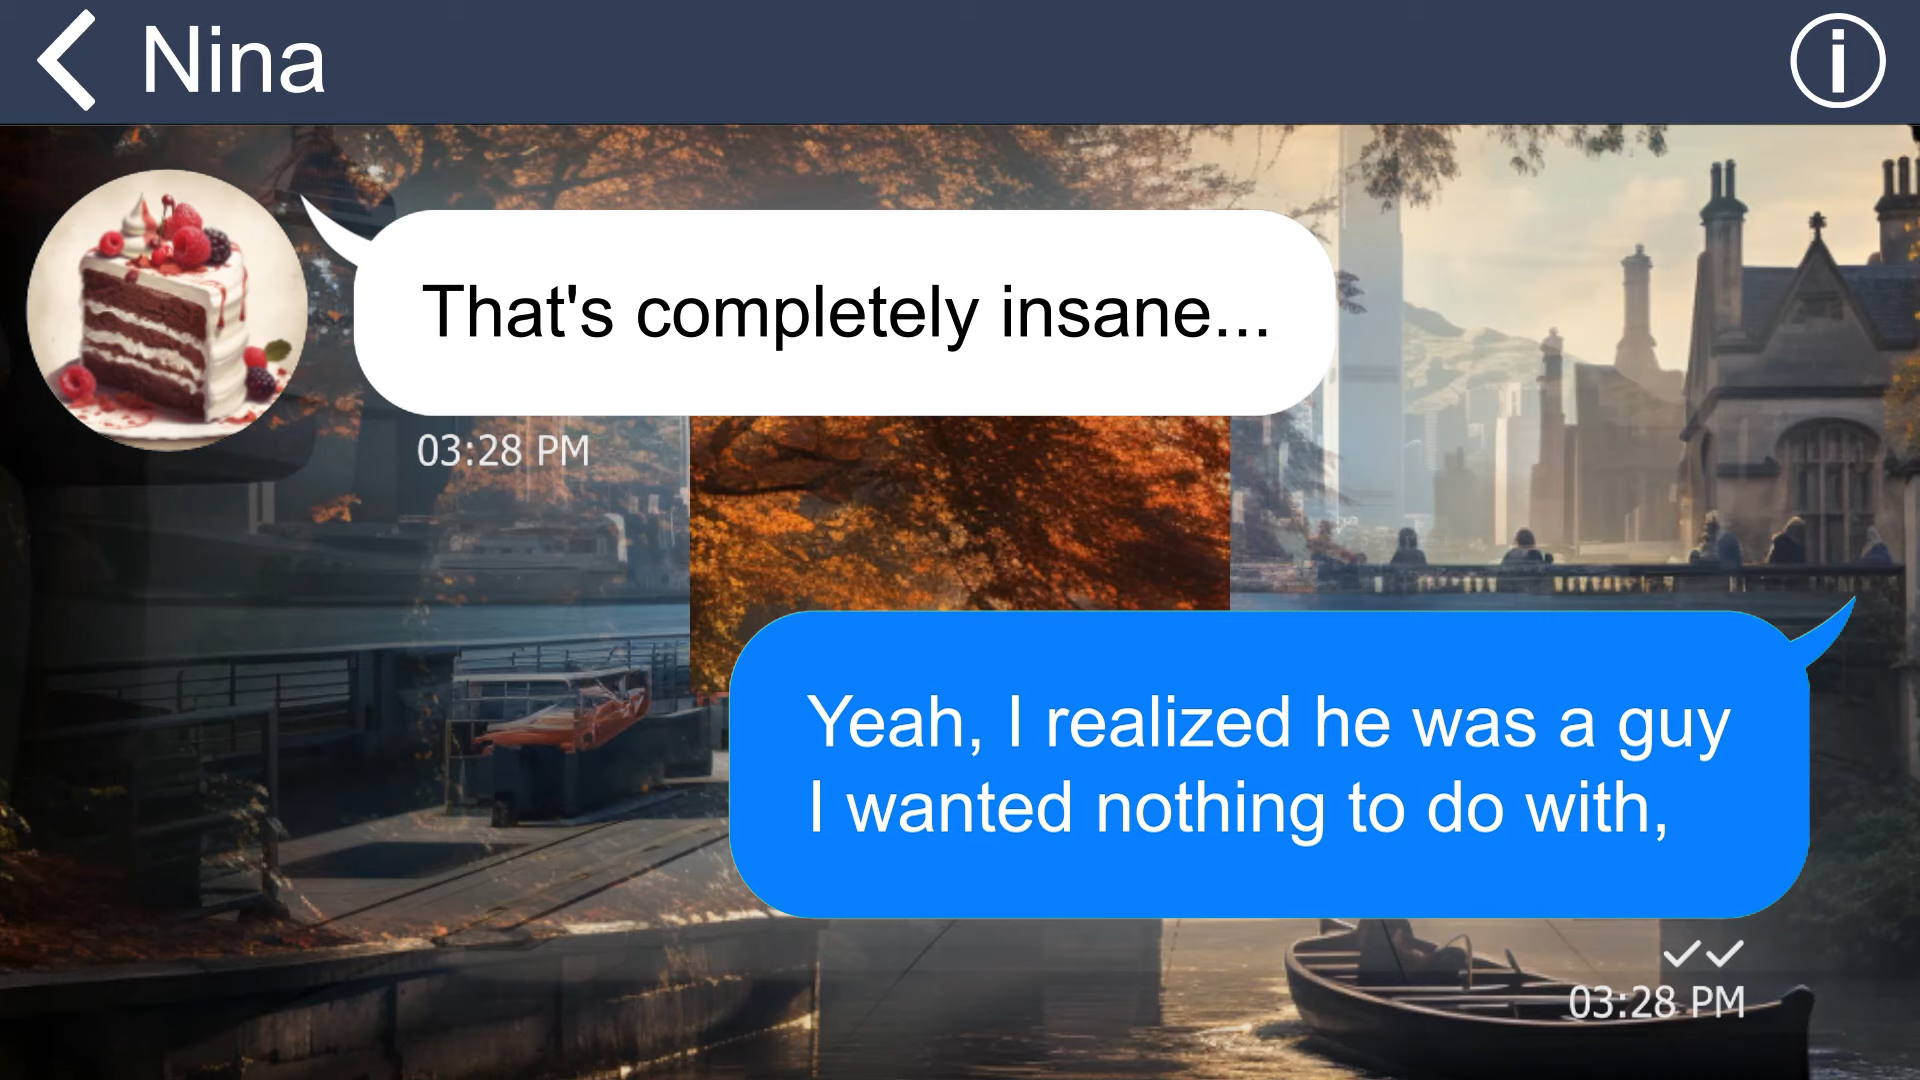 Nina
That's completely insane...
03:28 PM
Yeah, I realized he was a guy
I wanted nothing to do with,
03:28 PM